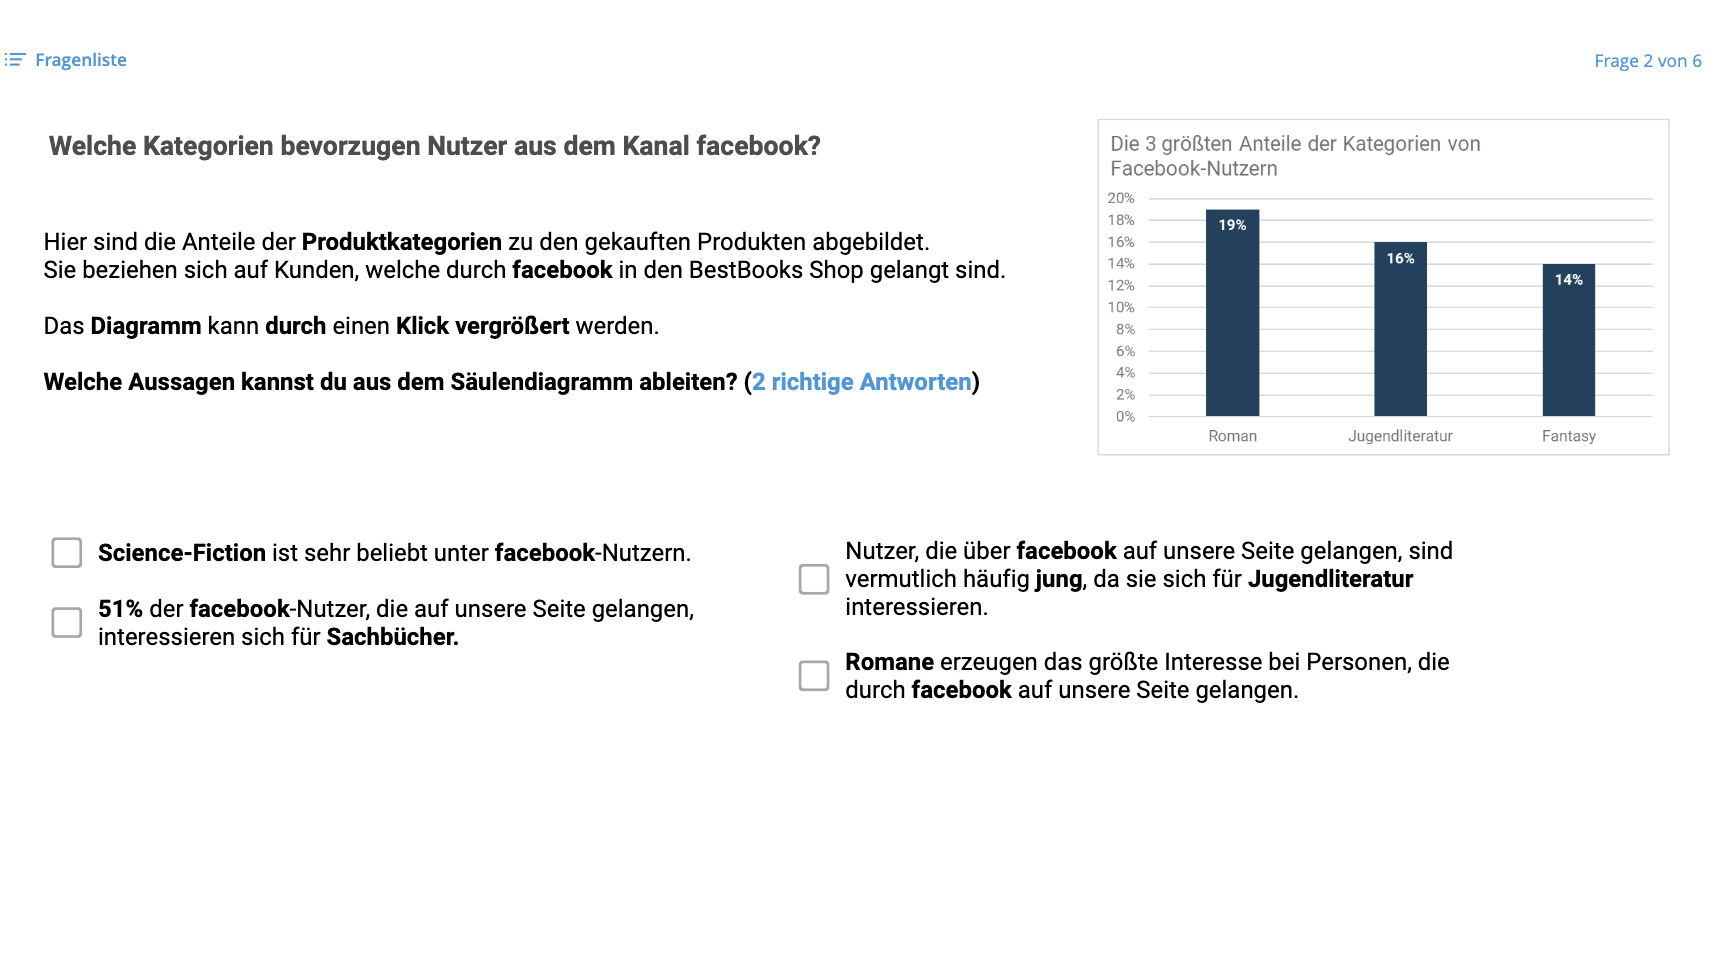 Fragenliste
Frage 2 von 6
Welche Kategorien bevorzugen Nutzer aus dem Kanal facebook?
Hier sind die Anteile der Produktkategorien zu den gekauften Produkten abgebildet.
Sie beziehen sich auf Kunden, welche durch facebook in den BestBooks Shop gelangt sind.
Das Diagramm kann durch einen Klick vergrößert werden.
Welche Aussagen kannst du aus dem Säulendiagramm ableiten? (2 richtige Antworten)
Die 3 größten Anteile der Kategorien von
Facebook-Nutzern
20%
18%
16%
14%
12%
10%
8%
6%
4%
2%
0%
19%
16%
14%
Roman
Jugendliteratur
Fantasy
Science-Fiction ist sehr beliebt unter facebook-Nutzern.
51% der facebook-Nutzer, die auf unsere Seite gelangen,
interessieren sich für Sachbücher.
Nutzer, die über facebook auf unsere Seite gelangen, sind
vermutlich häufig jung, da sie sich für Jugendliteratur
interessieren.
Romane erzeugen das größte Interesse bei Personen, die
durch facebook auf unsere Seite gelangen.